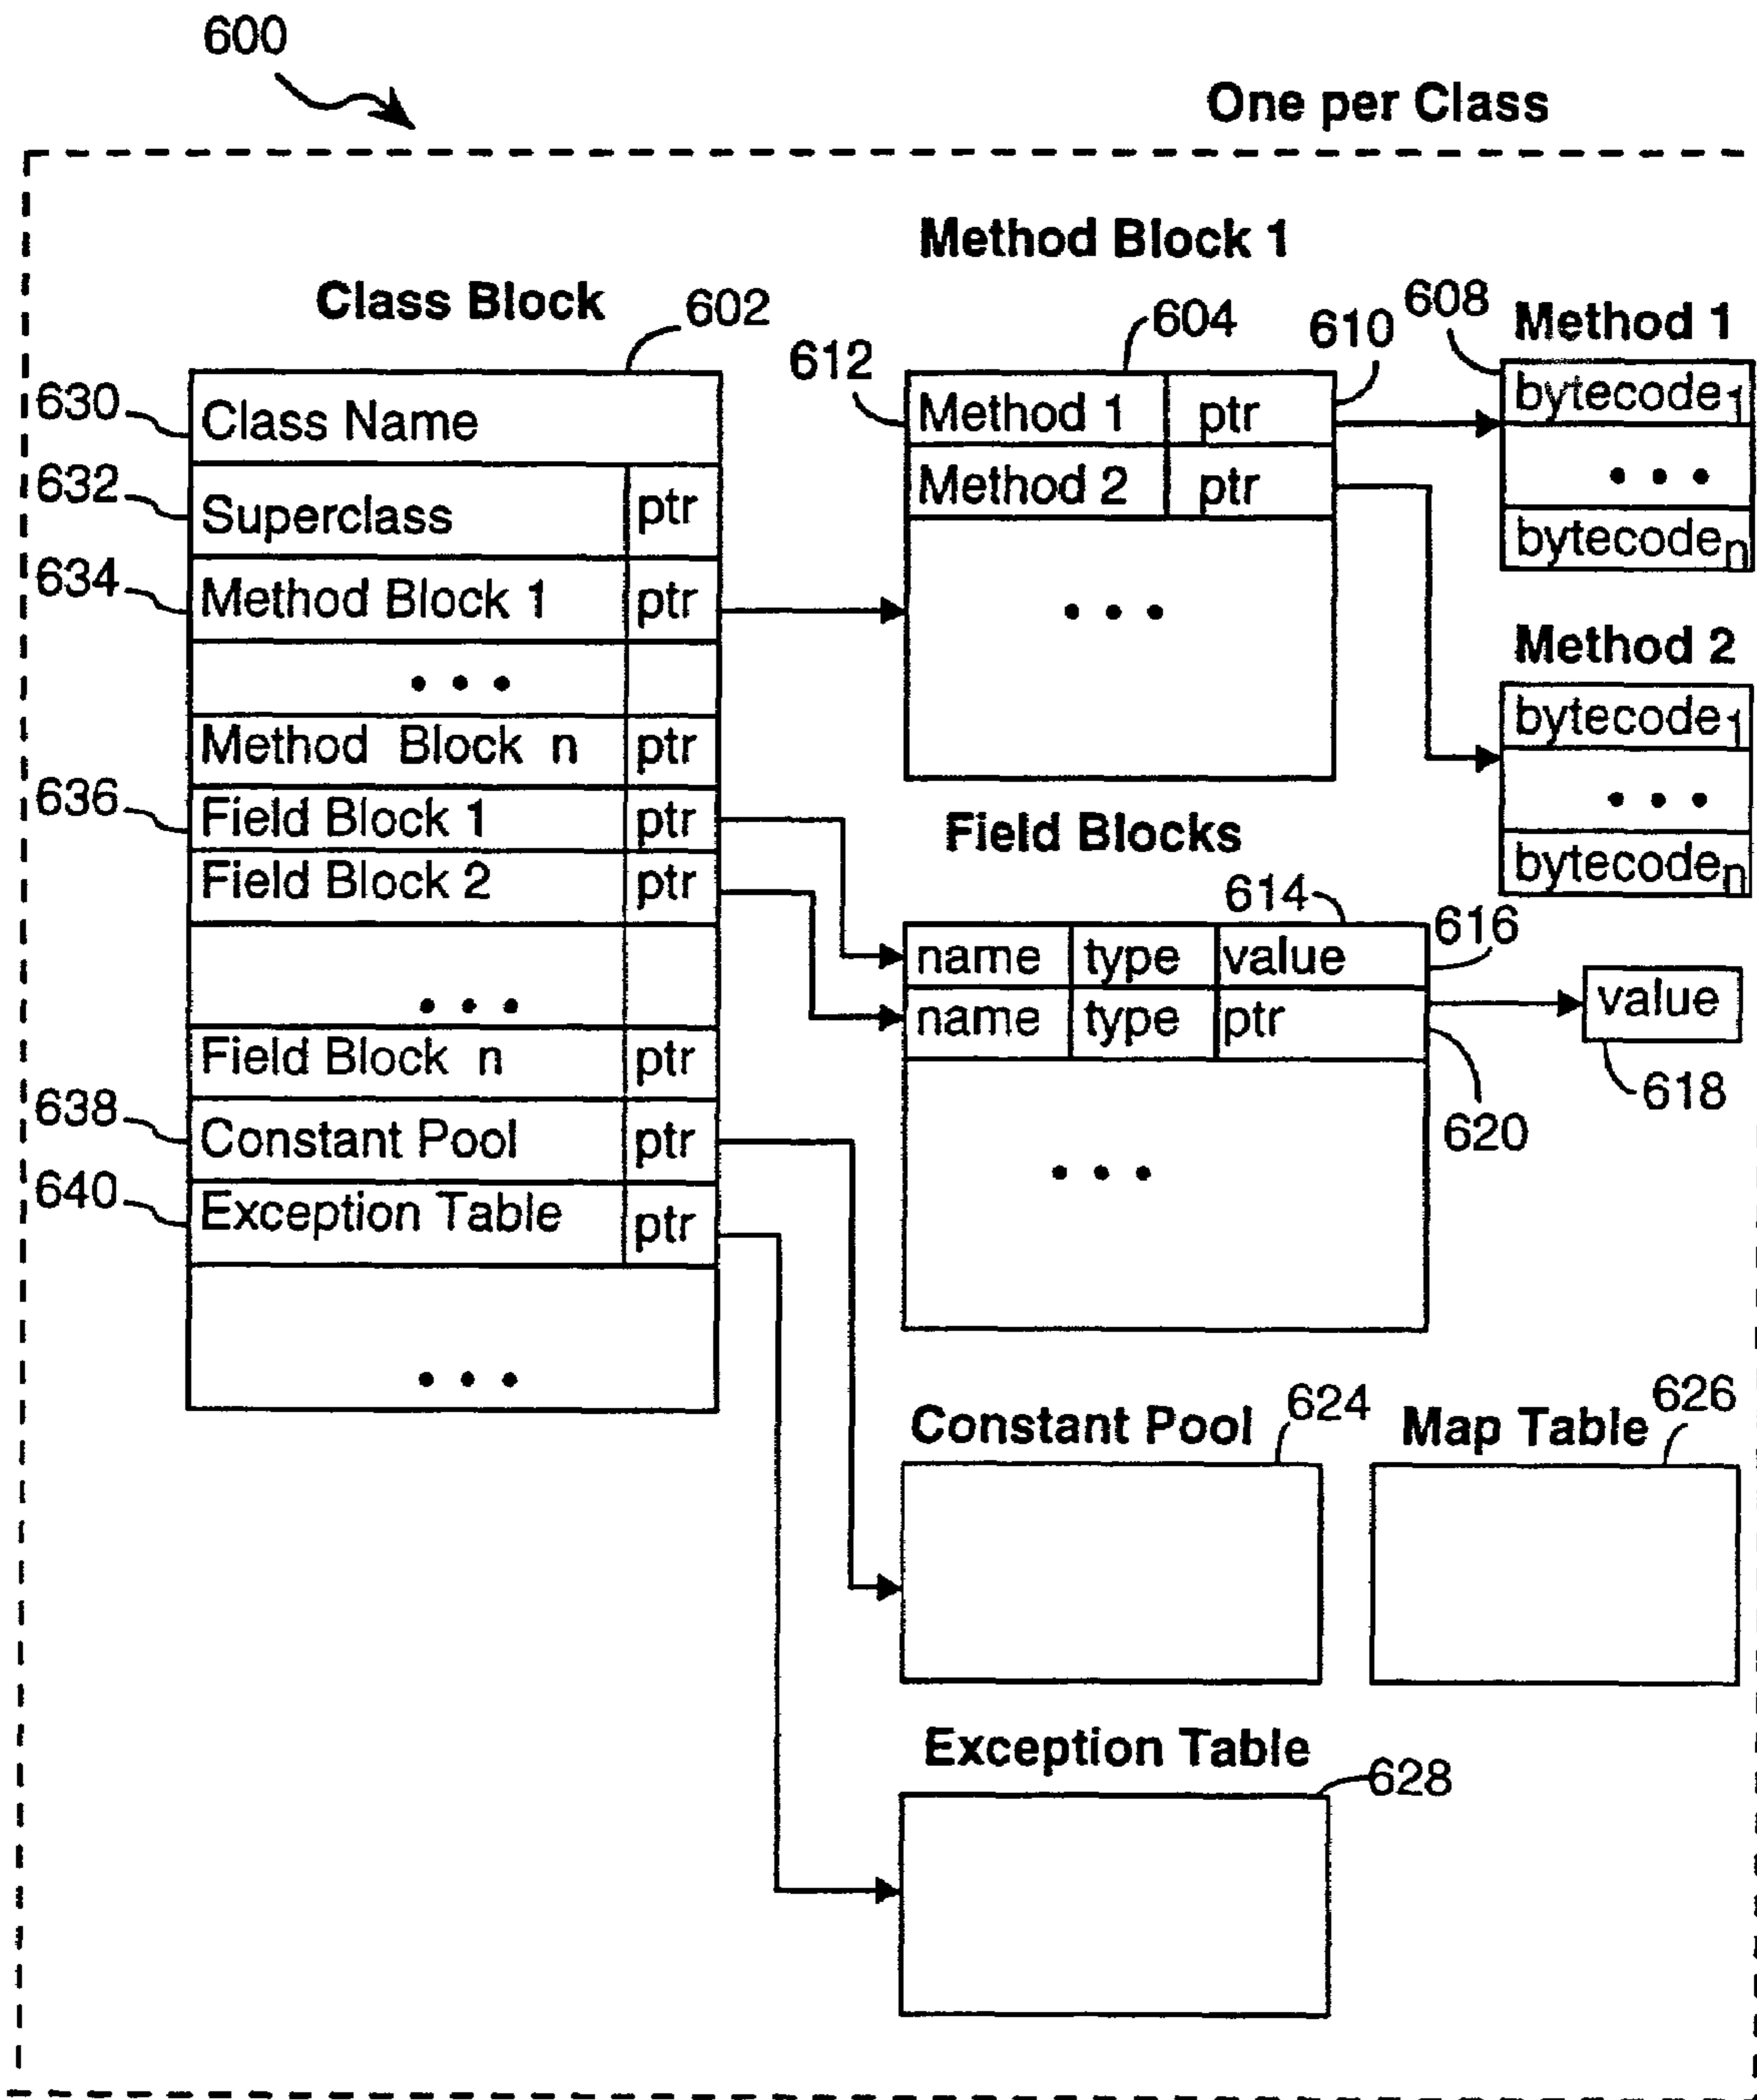 600
One per Class
Class Block
602
630
Class Name
632
Superclass ptr
634
Method Block 1 ptr
• • •
Method Block n ptr
636
Field Block 1 ptr
Field Block 2 ptr
• • •
Field Block n ptr
638
Constant Pool ptr
640
Exception Table ptr
• • •
Method Block 1
604
610
612
Method 1 ptr
Method 2 ptr
• • •
608
Method 1
bytecode1
• • •
bytecoden
Method 2
bytecode1
• • •
bytecoden
Field Blocks
614
616
name type value
name type ptr
• • •
value
618
620
Constant Pool
624
Map Table
626
Exception Table
628